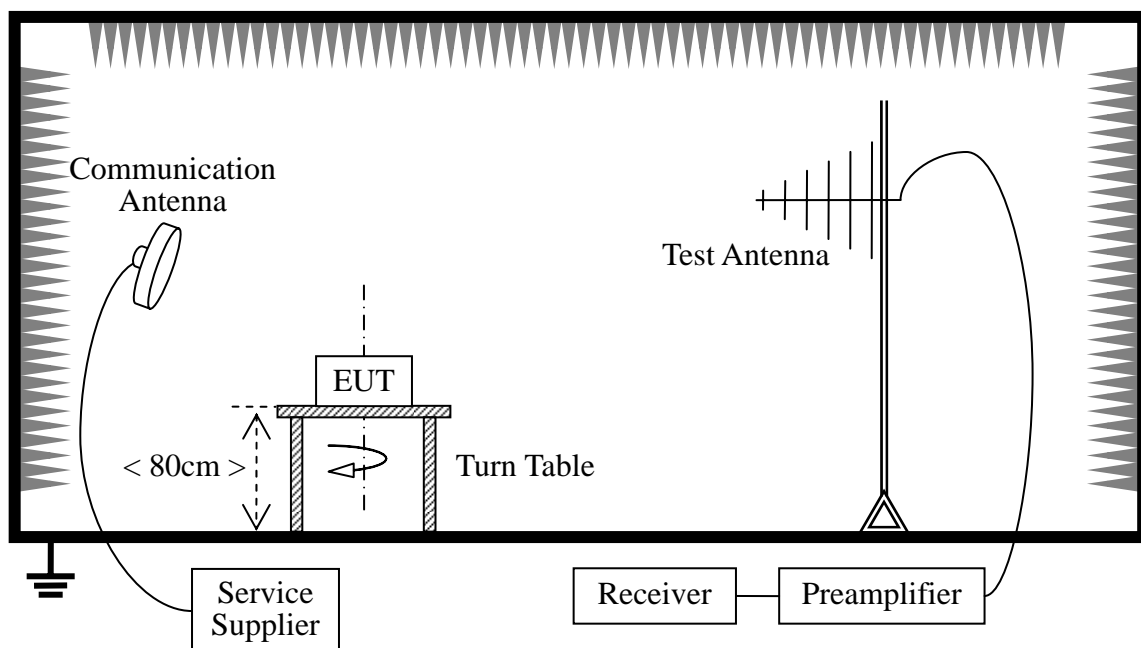 Communication
Antenna
Test Antenna
EUT
< 80cm >
Turn Table
Service
Supplier
Receiver
Preamplifier